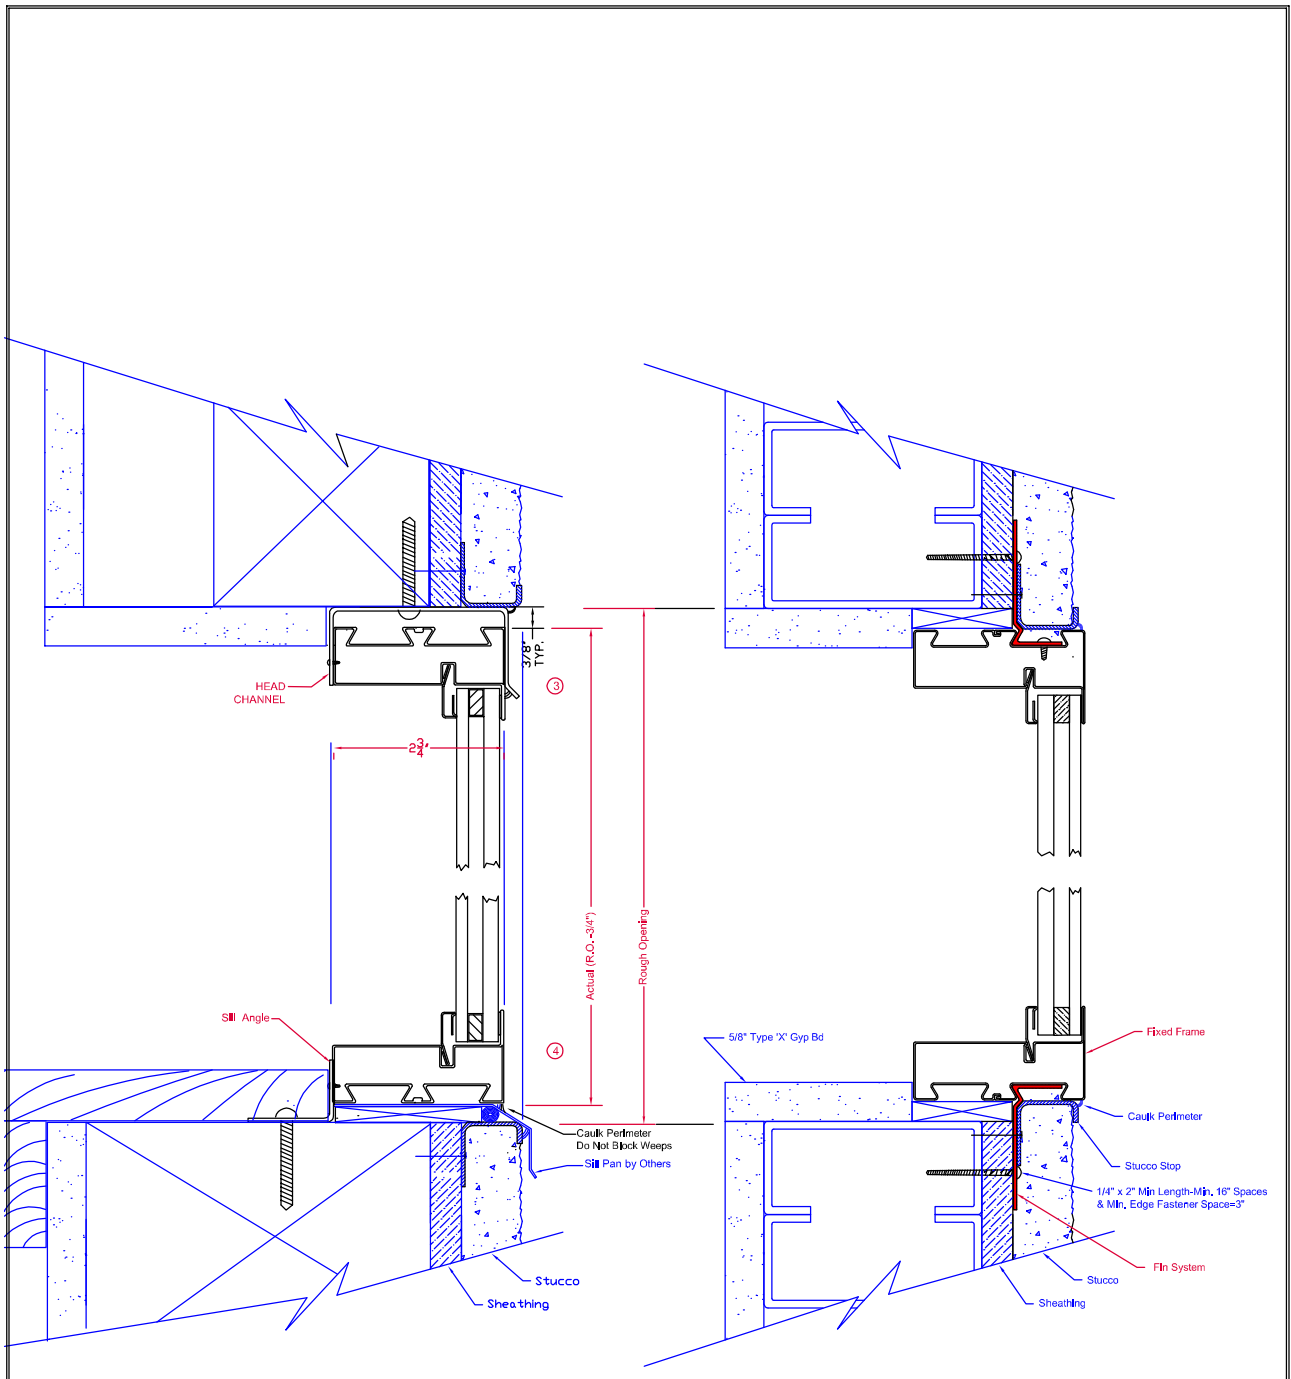 HEAD
CHANNEL
3/8"
TYP.
3
2 3/4"
Actual (R.O. -3/4")
Rough Opening
Sill Angle
4
Caulk Perimeter
Do Not Block Weeps
Sill Pan by Others
Stucco
Sheathing
5/8" Type 'X' Gyp Bd
Fixed Frame
Caulk Perimeter
Stucco Stop
1/4" x 2" Min Length-Min. 16" Spaces
& Min. Edge Fastener Space=3"
Fin System
Stucco
Sheathing